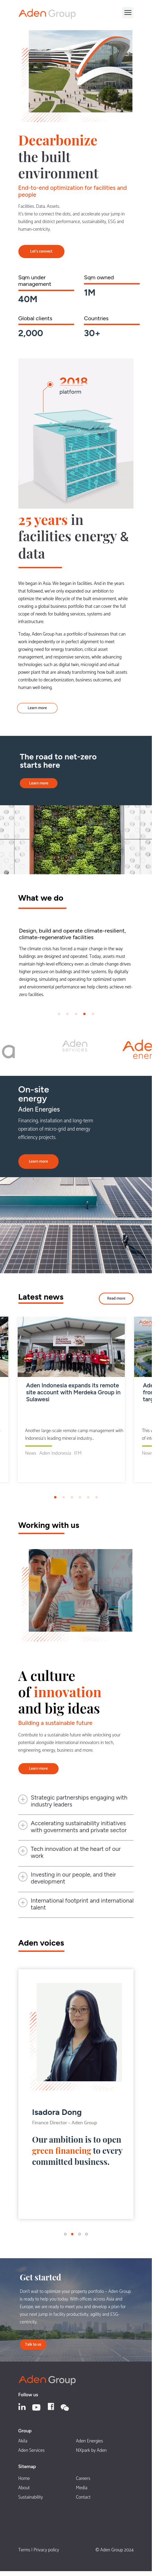 Aden Group
Decarbonize
the built
environment
End-to-end optimization for facilities and
people
Facilities. Data. Assets.
It's time to connect the dots, and accelerate your jump in
building and district performance, sustainability, ESG and
human-centricity.
Let's connect
Sqm under
management
40M
Sqm owned
1M
Global clients
2,000
Countries
30+
2018
platform
25 years in
facilities energy &
data
We began in Asia. We began in facilities. And in the years
that followed, we've only expanded our ambition to
optimize the whole lifecycle of the built environment, while
also creating global business portfolio that can cover the full
scope of needs for building services, systems and
infrastructure.
Today, Aden Group has a portfolio of businesses that can
work independently or in perfect tandem to meet
growing need for energy transition, critical asset
management, and responsive services, while advancing
technologies such as digital twin, microgrid and virtual
power plant that are already transforming how built assets
contribute to decarbonization, business outcomes, and
human well-being.
Learn more
The road to net-zero
starts here
Learn more
What we do
Design, build and operate climate-resilient,
climate-regenerative facilities
The climate crisis has forced a major change in the way
buildings are designed and operated. Today, assets must
maintain high-level efficiency even as climate change drives
higher pressure on buildings and their systems. By digitally
designing, simulating and operating for optimum system and
environmental performance we help clients achieve net-
zero facilities.
a
Aden
SERVICES
Aden
ener
On-site
energy
Aden Energies
Financing, installation and long-term
operation of micro-grid and energy
efficiency projects
Learn more
Latest news
Read more
Aden Indonesia expands its remote
site account with Merdeka Group in
Sulawesi
Another large-scale remote camp management with
Indonesia's leading mineral industry...
News Aden Indonesia IFM
Ade
fro
targ
This
of int
New
Working with us
A culture
of innovation
and big ideas
Building a sustainable future
Contribute to a sustainable future while unlocking your
potential alongside international innovation in tech,
engineering, energy, business and more.
Learn more
Strategic partnerships engaging with
industry leaders
Accelerating sustainability initiatives
with governments and private sector
Tech innovation at the heart of our
work
Investing in our people, and their
development
International footprint and international
talent
Aden voices
Isadora Dong
Finance Director – Aden Group
Our ambition is to open
green financing to every
committed business.
Get started
Don't wait to optimize your property portfolio – Aden Group
is ready to help you today. With offices across Asia and
Europe, we are ready to meet you and develop a plan for
your next jump in facility productivity, agility and ESG-
centricity.
Talk to us
Aden Group
Follow us
Group
Akila
Aden Energies
Aden Services
NXpark by Aden
Sitemap
Home
Careers
About
Media
Sustainability
Contact
Terms | Privacy policy
© Aden Group 2024